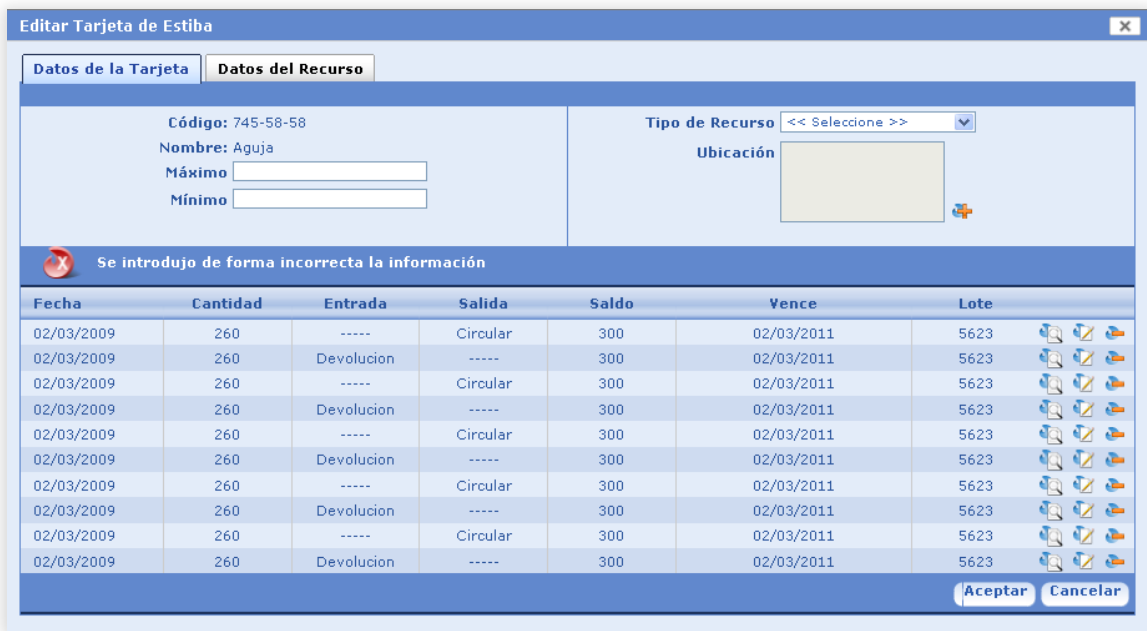 Editar Tarjeta de Estiba
Datos de la Tarjeta Datos del Recurso
Código: 745-58-58
Nombre: Aguja
Máximo
Mínimo
Tipo de Recurso << Seleccione >>
Ubicación
Se introdujo de forma incorrecta la información
Fecha Cantidad Entrada Salida Saldo Vence Lote
02/03/2009 260 ----- Circular 300 02/03/2011 5623
02/03/2009 260 Devolucion ----- 300 02/03/2011 5623
02/03/2009 260 ----- Circular 300 02/03/2011 5623
02/03/2009 260 Devolucion ----- 300 02/03/2011 5623
02/03/2009 260 ----- Circular 300 02/03/2011 5623
02/03/2009 260 Devolucion ----- 300 02/03/2011 5623
02/03/2009 260 ----- Circular 300 02/03/2011 5623
02/03/2009 260 Devolucion ----- 300 02/03/2011 5623
02/03/2009 260 ----- Circular 300 02/03/2011 5623
02/03/2009 260 Devolucion ----- 300 02/03/2011 5623
Aceptar Cancelar